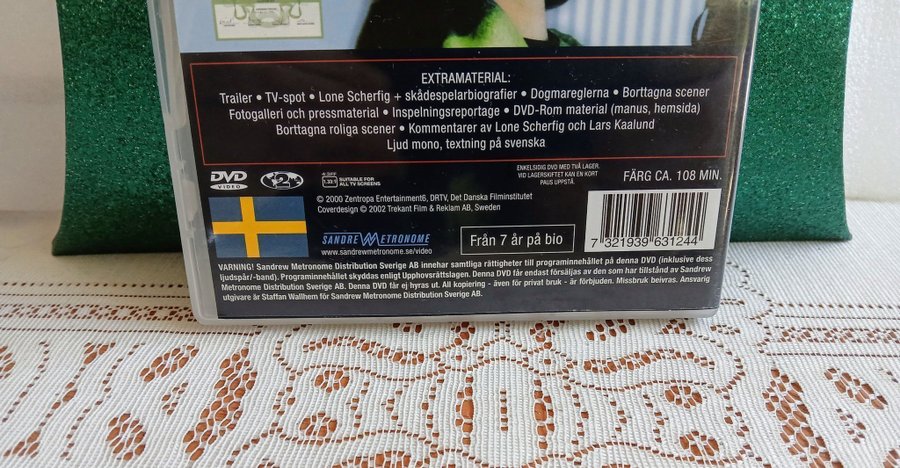 EXTRAMATERIAL:
Trailer • TV-spot • Lone Scherfig + skådespelarbiografier • Dogmareglerna • Borttagna scener
Fotogalleri och pressmaterial • Inspelningsreportage • DVD-Rom material (manus, hemsida)
Borttagna roliga scener • Kommentarer av Lone Scherfig och Lars Kaalund
Ljud mono, textning på svenska
DVD
VIDEO
2
1.33:1
SUITABLE FOR
ALL TV SCREENS
ENKELSIDIG DVD MED TVÅ LAGER.
VID LAGERSKIFTET KAN EN KORT
PAUS UPPSTÅ.
FÄRG CA. 108 MIN.
© 2000 Zentropa Entertainment6, DRTV, Det Danska Filminstitutet
Coverdesign © 2002 Trekant Film & Reklam AB, Sweden
SANDREW METRONOME
www.sandrewmetronome.se/video
Från 7 år på bio
7 321939 631244
VARNING! Sandrew Metronome Distribution Sverige AB innehar samtliga rättigheter till programinnehållet på denna DVD (inklusive dess
ljudspår/-band). Programinnehållet skyddas enligt Upphovsrättslagen. Denna DVD får endast försäljas av den som har tillstånd av Sandrew
Metronome Distribution Sverige AB. Denna DVD får ej hyras ut. All kopiering - även för privat bruk - är förbjuden. Missbruk beivras. Ansvarig
utgivare är Staffan Wallhem för Sandrew Metronome Distribution Sverige AB.